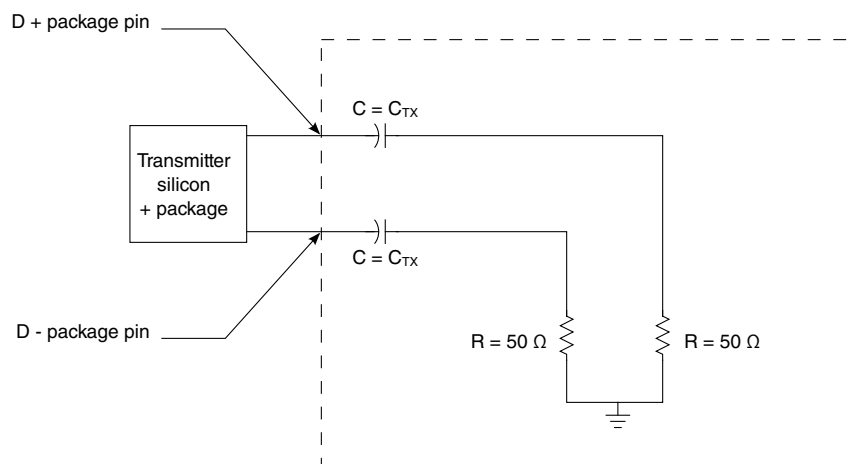 D + package pin
C = CTX
Transmitter
silicon
+ package
C = CTX
D - package pin
R = 50 Ω
R = 50 Ω